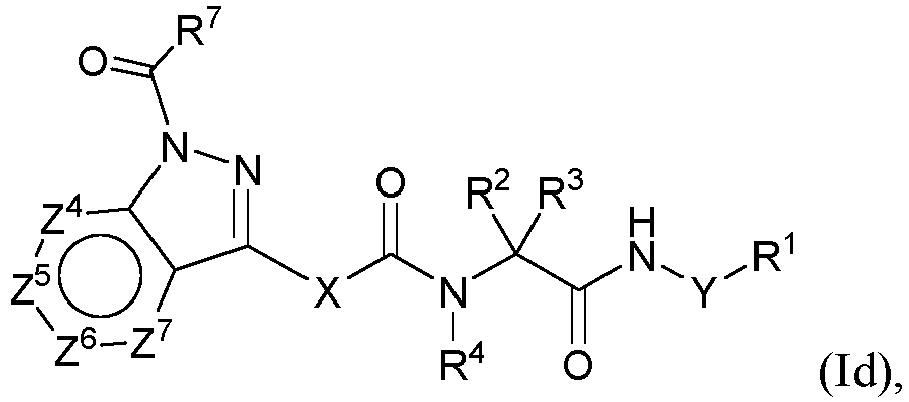 R⁷
O
N
N
O
R² R³
H
N
R¹
Z⁴
Z⁵
X
N
Y
Z⁶ Z⁷
R⁴
O
(Id),